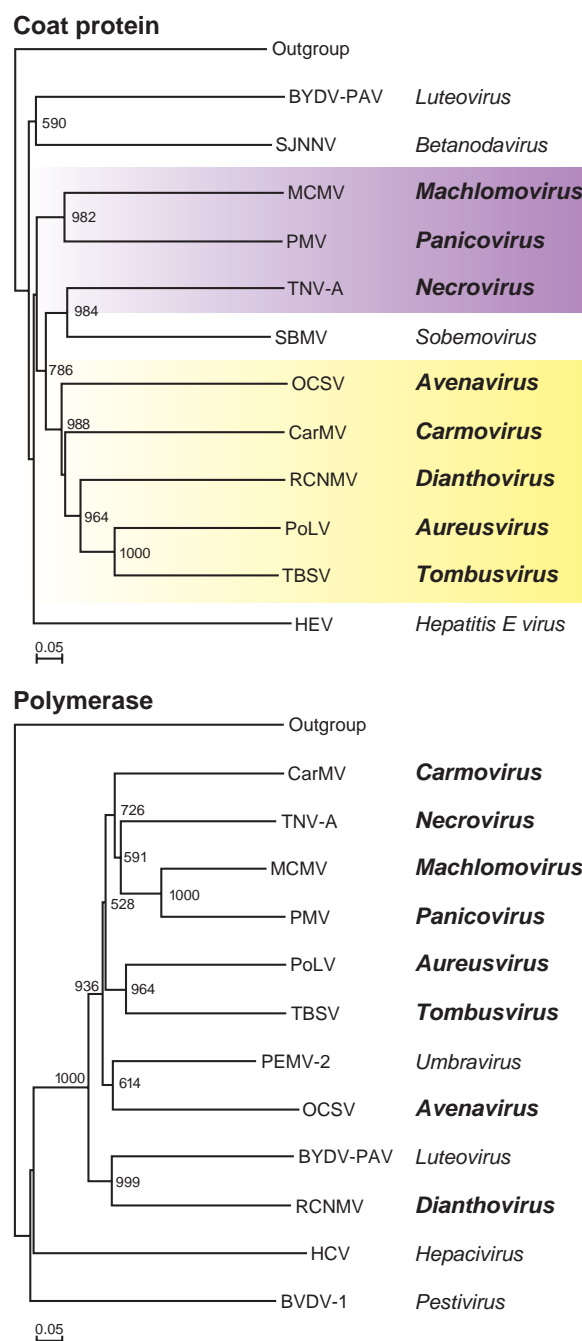 Coat protein
Outgroup
BYDV-PAV Luteovirus
590
SJNNV Betanodavirus
MCMV Machlomovirus
982
PMV Panicovirus
TNV-A Necrovirus
984
SBMV Sobemovirus
786
OCSV Avenavirus
988
CarMV Carmovirus
RCNMV Dianthovirus
964
PoLV Aureusvirus
1000
TBSV Tombusvirus
HEV Hepatitis E virus
0.05
Polymerase
Outgroup
CarMV Carmovirus
726
TNV-A Necrovirus
591
MCMV Machlomovirus
1000
528
PMV Panicovirus
PoLV Aureusvirus
936
964
TBSV Tombusvirus
PEMV-2 Umbravirus
1000
614
OCSV Avenavirus
BYDV-PAV Luteovirus
999
RCNMV Dianthovirus
HCV Hepacivirus
BVDV-1 Pestivirus
0.05